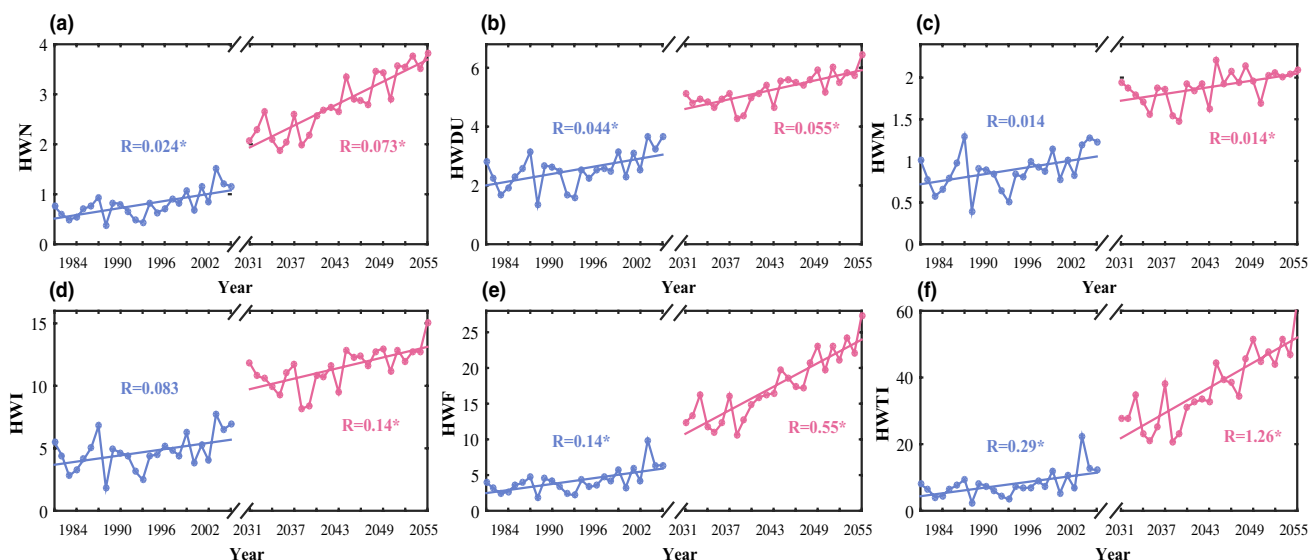 (a)
4
3
2
1
0
HWN
R=0.024*
R=0.073*
1984 1990 1996 2002 2031 2037 2043 2049 2055
Year
(b)
6
4
2
0
HWDU
R=0.044*
R=0.055*
1984 1990 1996 2002 2031 2037 2043 2049 2055
Year
(c)
2
1.5
1
0.5
0
HWM
R=0.014
R=0.014*
1984 1990 1996 2002 2031 2037 2043 2049 2055
Year
(d)
15
10
5
0
HWI
R=0.083
R=0.14*
1984 1990 1996 2002 2031 2037 2043 2049 2055
Year
(e)
25
20
15
10
5
0
HWF
R=0.14*
R=0.55*
1984 1990 1996 2002 2031 2037 2043 2049 2055
Year
(f)
60
40
20
0
HWTI
R=0.29*
R=1.26*
1984 1990 1996 2002 2031 2037 2043 2049 2055
Year